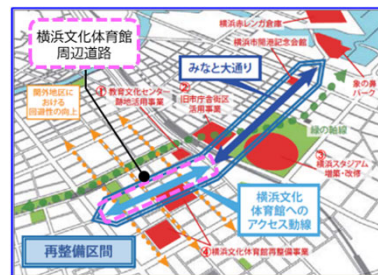 横浜文化体育館
周辺道路
横浜赤レンガ倉庫
横浜市開港記念会館
みなと大通り
象の鼻
パーク
関外地区に
おける
回遊性の向上
①教育文化センター
跡地活用事業
②
旧市庁舎街区
活用事業
緑の軸線
③
横浜スタジアム
増築・改修
横浜文化
体育館への
アクセス動線
再整備区間
④横浜文化体育館再整備事業